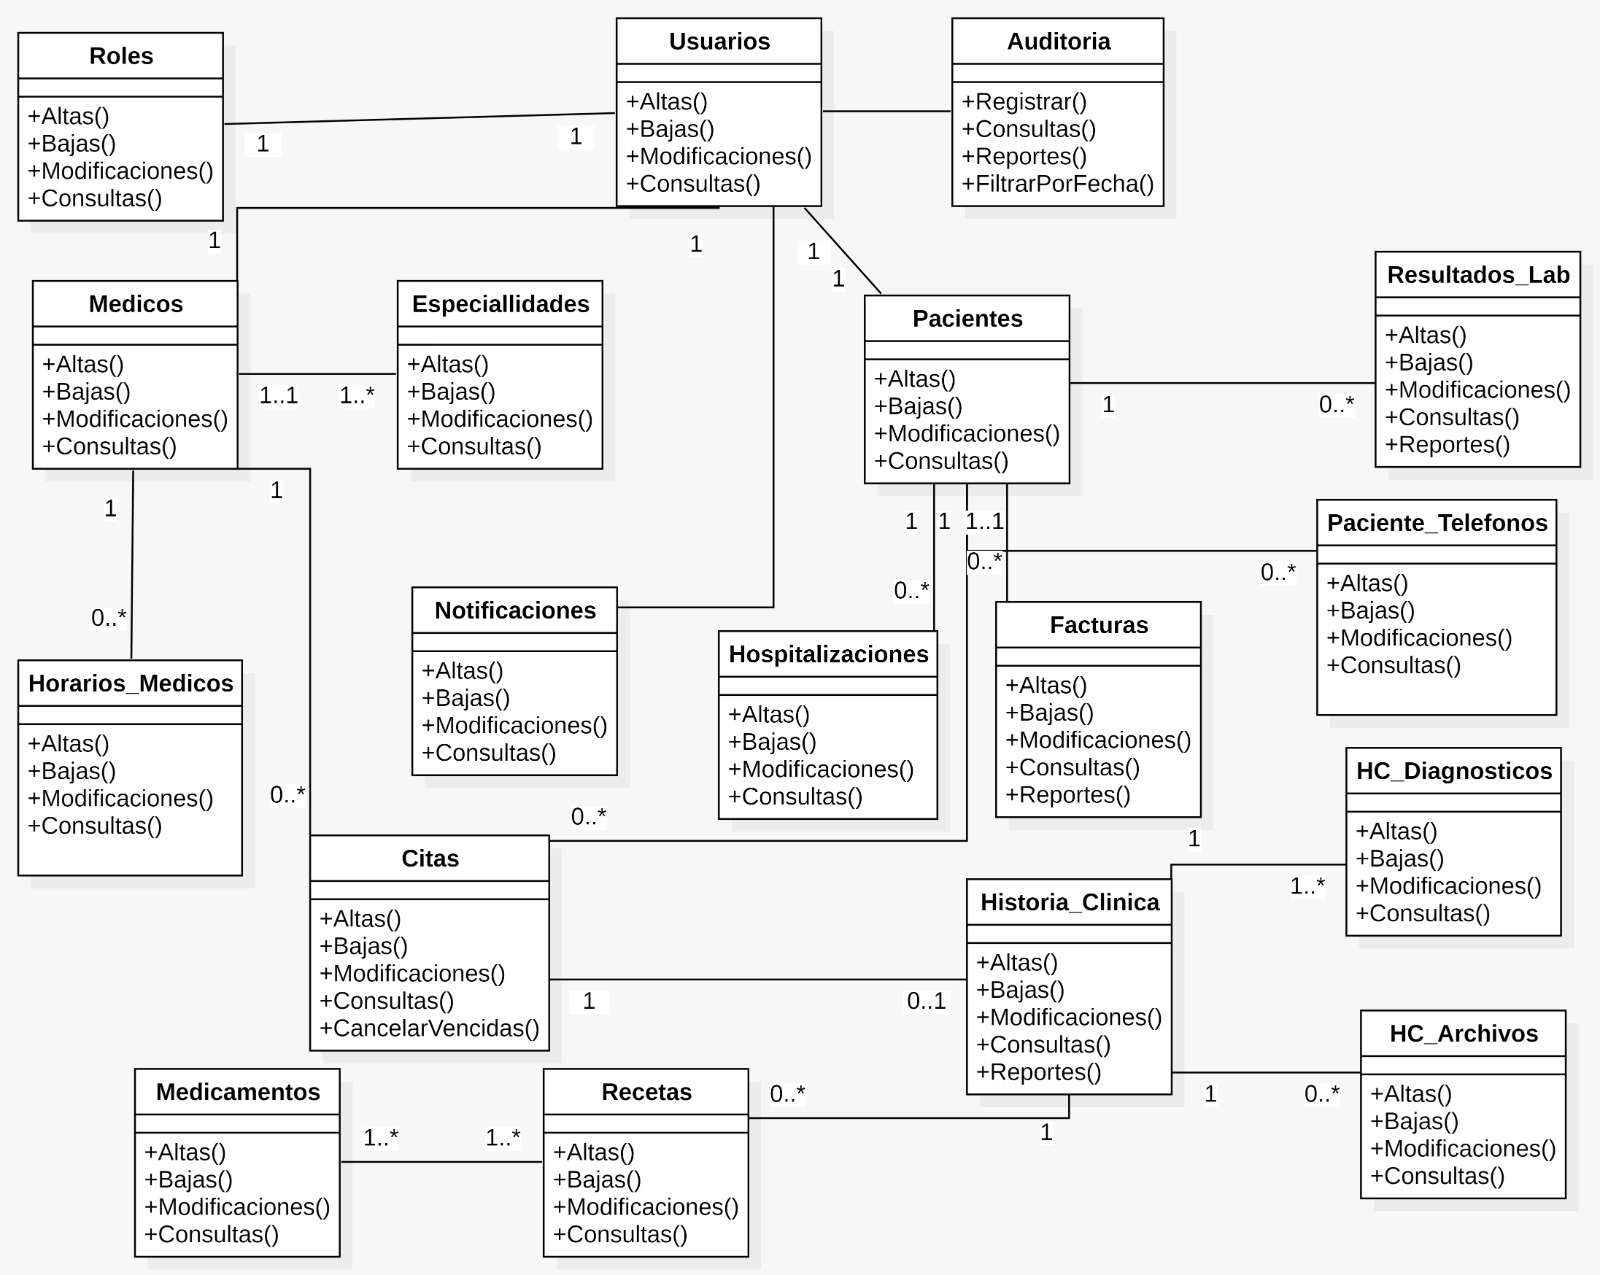 Roles
+Altas()
+Bajas()
+Modificaciones()
+Consultas()
Usuarios
+Altas()
+Bajas()
+Modificaciones()
+Consultas()
Auditoria
+Registrar()
+Consultas()
+Reportes()
+FiltrarPorFecha()
1
1
1
1
1
1
Medicos
+Altas()
+Bajas()
+Modificaciones()
+Consultas()
1..1
1..*
Especiallidades
+Altas()
+Bajas()
+Modificaciones()
+Consultas()
Pacientes
+Altas()
+Bajas()
+Modificaciones()
+Consultas()
1
0..*
Resultados_Lab
+Altas()
+Bajas()
+Modificaciones()
+Consultas()
+Reportes()
1
1
1
1
1..1
0..*
0..*
0..*
Paciente_Telefonos
+Altas()
+Bajas()
+Modificaciones()
+Consultas()
0..*
Horarios_Medicos
+Altas()
+Bajas()
+Modificaciones()
+Consultas()
Notificaciones
+Altas()
+Bajas()
+Modificaciones()
+Consultas()
Hospitalizaciones
+Altas()
+Bajas()
+Modificaciones()
+Consultas()
Facturas
+Altas()
+Bajas()
+Modificaciones()
+Consultas()
+Reportes()
0..*
0..*
1
1..*
HC_Diagnosticos
+Altas()
+Bajas()
+Modificaciones()
+Consultas()
Citas
+Altas()
+Bajas()
+Modificaciones()
+Consultas()
+CancelarVencidas()
1
0..1
Historia_Clinica
+Altas()
+Bajas()
+Modificaciones()
+Consultas()
+Reportes()
1
0..*
HC_Archivos
+Altas()
+Bajas()
+Modificaciones()
+Consultas()
Medicamentos
+Altas()
+Bajas()
+Modificaciones()
+Consultas()
1..*
1..*
Recetas
+Altas()
+Bajas()
+Modificaciones()
+Consultas()
0..*
1